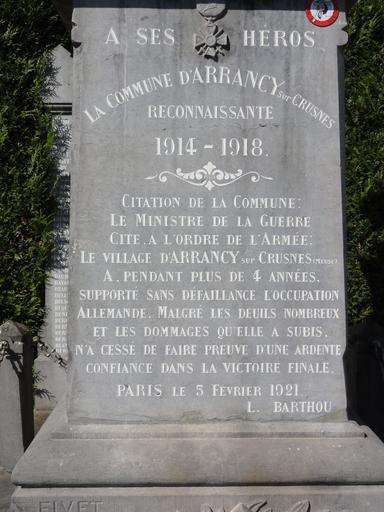 A SES HEROS
LA COMMUNE D'ARRANCY SUR CRUSNES
RECONNAISSANTE
1914-1918.
CITATION DE LA COMMUNE:
LE MINISTRE DE LA GUERRE
CITE. A L'ORDRE DE L'ARMÉE:
LE VILLAGE D'ARRANCY SUR CRUSNES (MEUSE)
A, PENDANT PLUS DE 4 ANNÉES,
SUPPORTÉ SANS DÉFAILLANCE L'OCCUPATION
ALLEMANDE. MALGRÉ LES DEUILS NOMBREUX
ET LES DOMMAGES QU'ELLE A SUBIS,
N'A CESSÉ DE FAIRE PREUVE D'UNE ARDENTE
CONFIANCE DANS LA VICTOIRE FINALE.
PARIS LE 5 FÉVRIER 1921.
L. BARTHOU